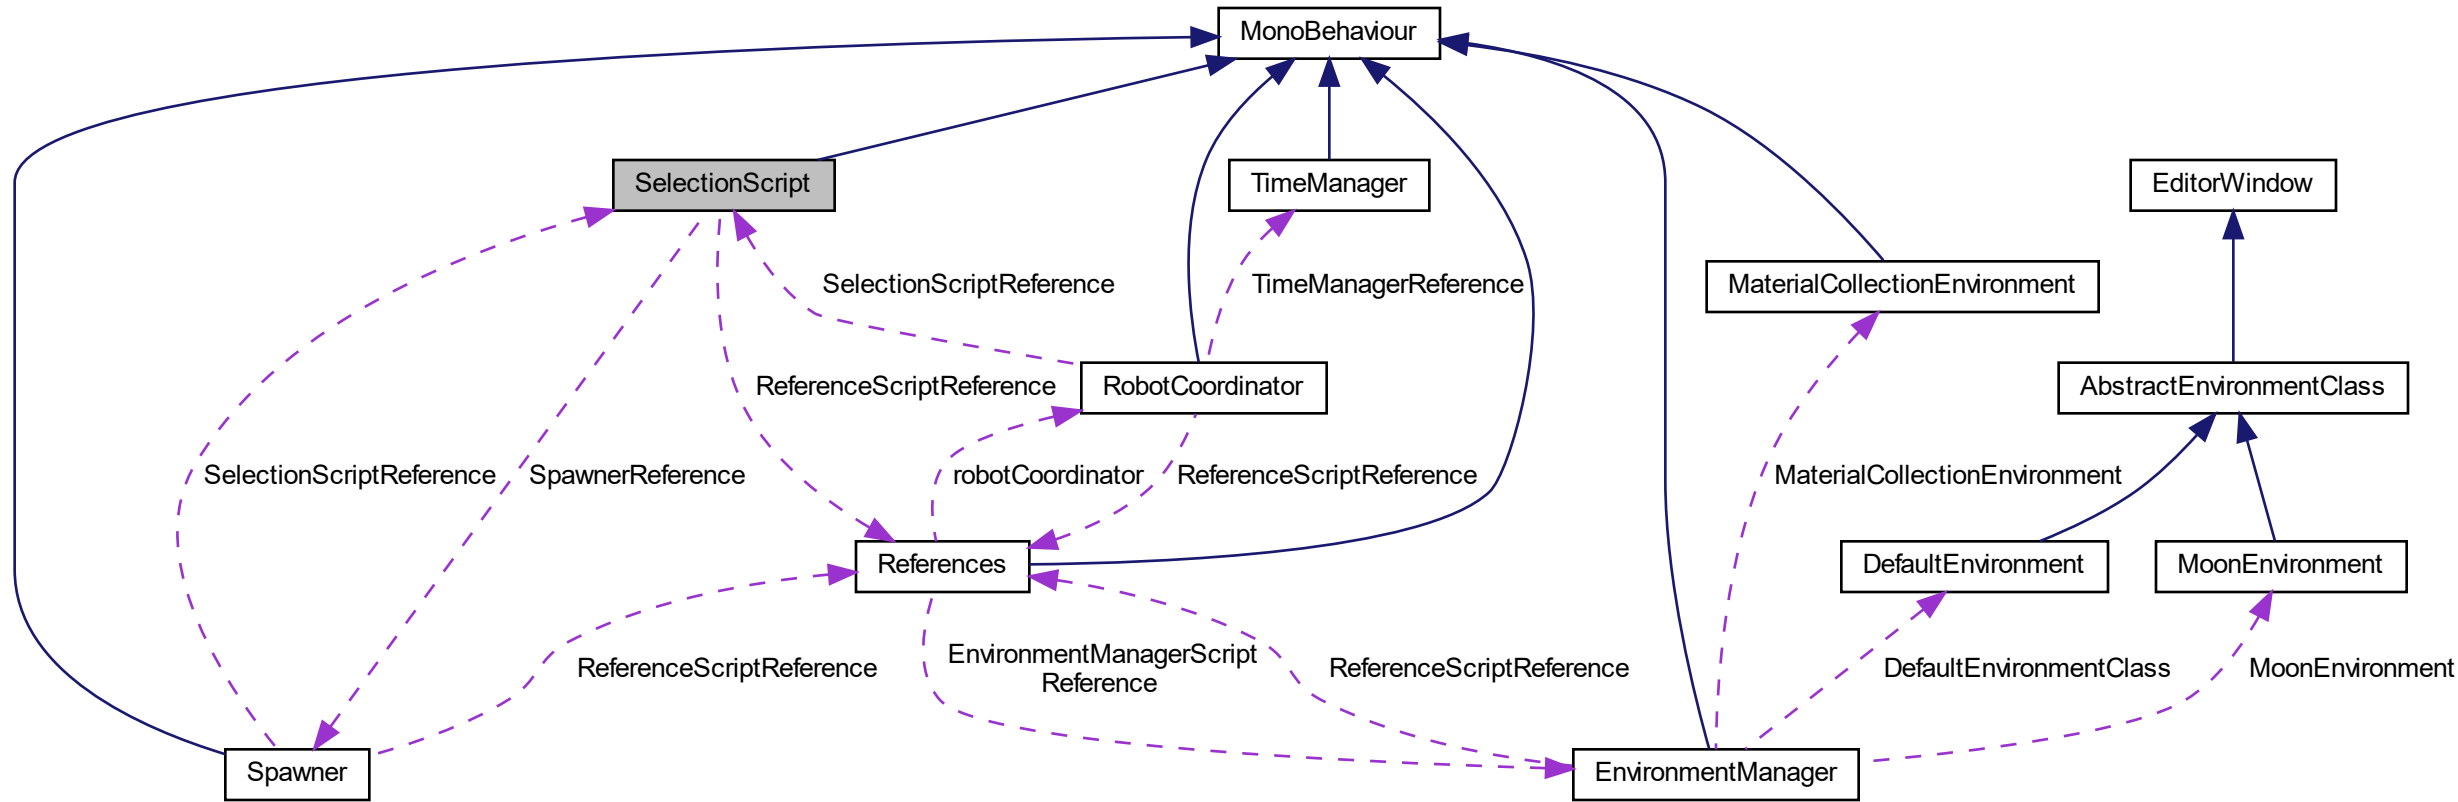 MonoBehaviour
SelectionScript
TimeManager
EditorWindow
SelectionScriptReference
TimeManagerReference
MaterialCollectionEnvironment
ReferenceScriptReference
RobotCoordinator
AbstractEnvironmentClass
SelectionScriptReference
SpawnerReference
robotCoordinator
ReferenceScriptReference
MaterialCollectionEnvironment
References
DefaultEnvironment
MoonEnvironment
ReferenceScriptReference
EnvironmentManagerScript
Reference
ReferenceScriptReference
DefaultEnvironmentClass
MoonEnvironment
Spawner
EnvironmentManager